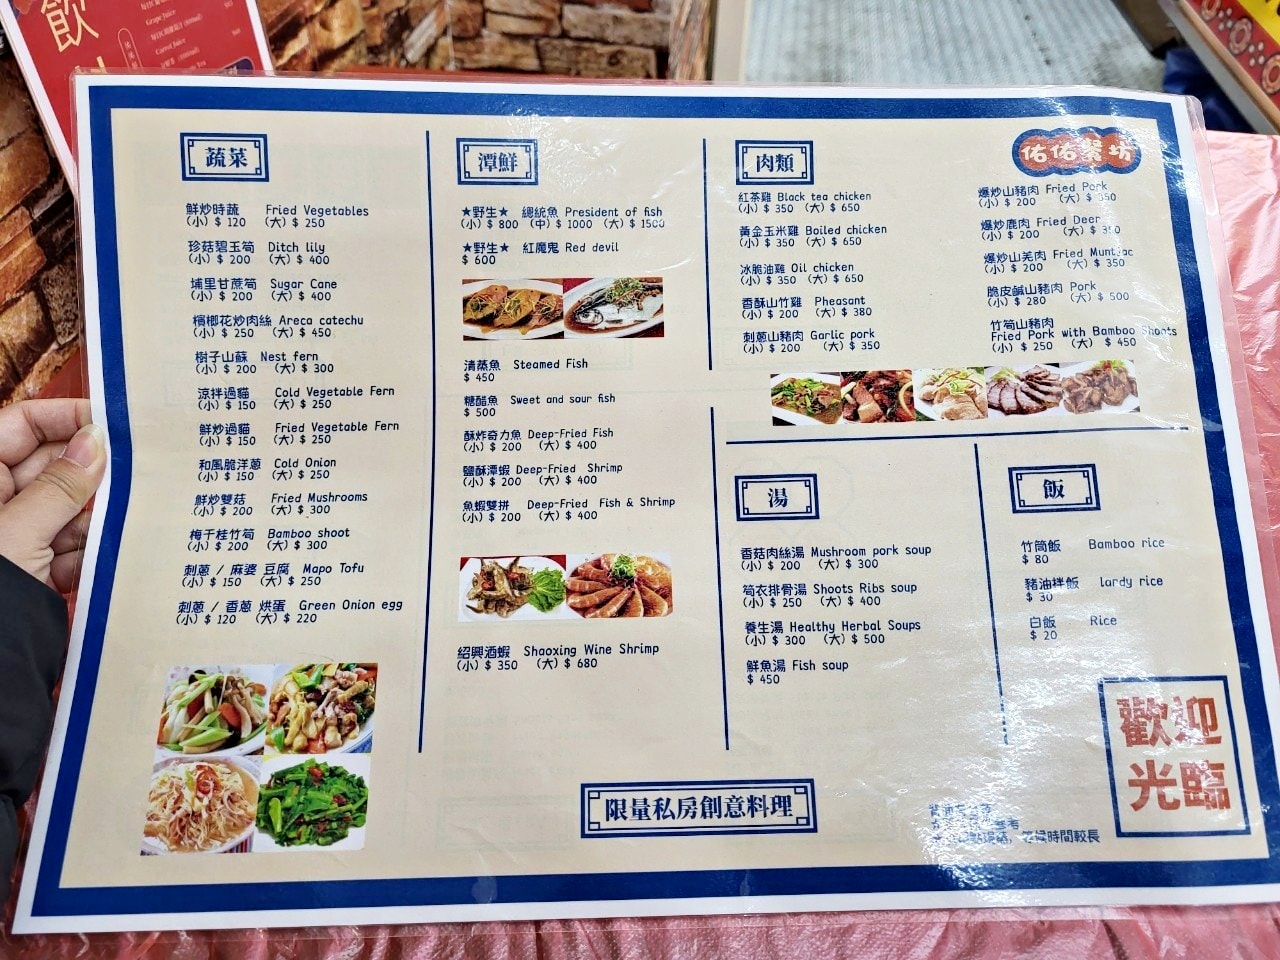 飲
Grape Juice
Carrot Juice
蔬菜
鮮炒時蔬 Fried Vegetables
(小) $ 120 (大) $ 250
珍菇碧玉筍 Ditch lily
(小) $ 200 (大) $ 400
埔里甘蔗筍 Sugar Cane
(小) $ 200 (大) $ 400
檳榔花炒肉絲 Areca catechu
(小) $ 250 (大) $ 450
樹子山蘇 Nest fern
(小) $ 200 (大) $ 300
涼拌過貓 Cold Vegetable Fern
(小) $ 150 (大) $ 250
鮮炒過貓 Fried Vegetable Fern
(小) $ 150 (大) $ 250
和風脆洋蔥 Cold Onion
(小) $ 150 (大) $ 250
鮮炒雙菇 Fried Mushrooms
(小) $ 200 (大) $ 300
梅干桂竹筍 Bamboo shoot
(小) $ 200 (大) $ 300
刺蔥 / 麻婆 豆腐 Mapo Tofu
(小) $ 150 (大) $ 250
刺蔥 / 香蔥 烘蛋 Green Onion egg
(小) $ 120 (大) $ 220
潭鮮
★野生★ 總統魚 President of fish
(小) $ 800 (中) $ 1000 (大) $ 1500
★野生★ 紅魔鬼 Red devil
$ 600
清蒸魚 Steamed Fish
$ 450
糖醋魚 Sweet and sour fish
$ 500
酥炸奇力魚 Deep-Fried Fish
(小) $ 200 (大) $ 400
鹽酥潭蝦 Deep-Fried Shrimp
(小) $ 200 (大) $ 400
魚蝦雙拼 Deep-Fried Fish & Shrimp
(小) $ 200 (大) $ 400
紹興酒蝦 Shaoxing Wine Shrimp
(小) $ 350 (大) $ 680
肉類
紅茶雞 Black tea chicken
(小) $ 350 (大) $ 650
黃金玉米雞 Boiled chicken
(小) $ 350 (大) $ 650
冰脆油雞 Oil chicken
(小) $ 350 (大) $ 650
香酥山竹雞 Pheasant
(小) $ 200 (大) $ 380
刺蔥山豬肉 Garlic pork
(小) $ 200 (大) $ 350
佑佑餐坊
爆炒山豬肉 Fried Pork
(小) $ 200 (大) $ 350
爆炒鹿肉 Fried Deer
(小) $ 200 (大) $ 350
爆炒山羌肉 Fried Muntjac
(小) $ 200 (大) $ 350
脆皮鹹山豬肉 Pork
(小) $ 280 (大) $ 500
竹筍山豬肉
Fried Pork with Bamboo Shoots
(小) $ 250 (大) $ 450
湯
香菇肉絲湯 Mushroom pork soup
(小) $ 200 (大) $ 300
筍衣排骨湯 Shoots Ribs soup
(小) $ 250 (大) $ 400
養生湯 Healthy Herbal Soups
(小) $ 300 (大) $ 500
鮮魚湯 Fish soup
$ 450
飯
竹筒飯 Bamboo rice
$ 80
豬油拌飯 lardy rice
$ 30
白飯 Rice
$ 20
限量私房創意料理
等候時間較長
歡迎
光臨